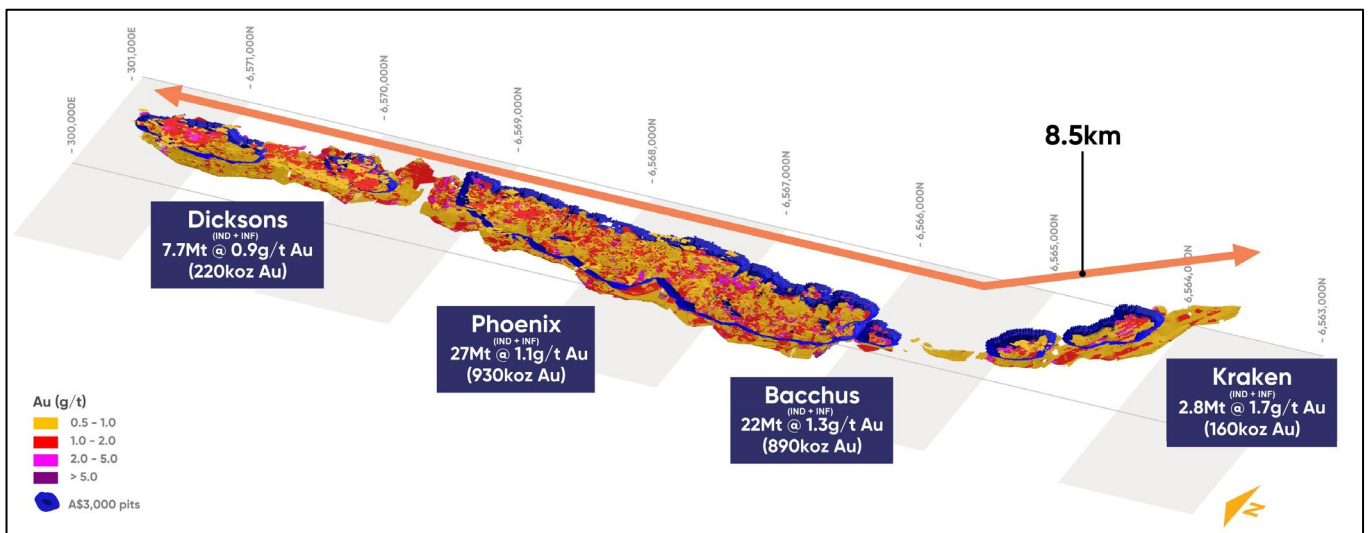 - 301,000E
- 6,571,000N
- 6,570,000N
- 300,000E
- 6,569,000N
- 6,568,000N
- 6,567,000N
- 6,566,000N
8.5km
- 6,565,000N
- 6,564,000N
- 6,563,000N
Dicksons
(IND + INF)
7.7Mt @ 0.9g/t Au
(220koz Au)
Phoenix
(IND + INF)
27Mt @ 1.1g/t Au
(930koz Au)
Bacchus
(IND + INF)
22Mt @ 1.3g/t Au
(890koz Au)
Kraken
(IND + INF)
2.8Mt @ 1.7g/t Au
(160koz Au)
Au (g/t)
0.5 - 1.0
1.0 - 2.0
2.0 - 5.0
> 5.0
A$3,000 pits
N